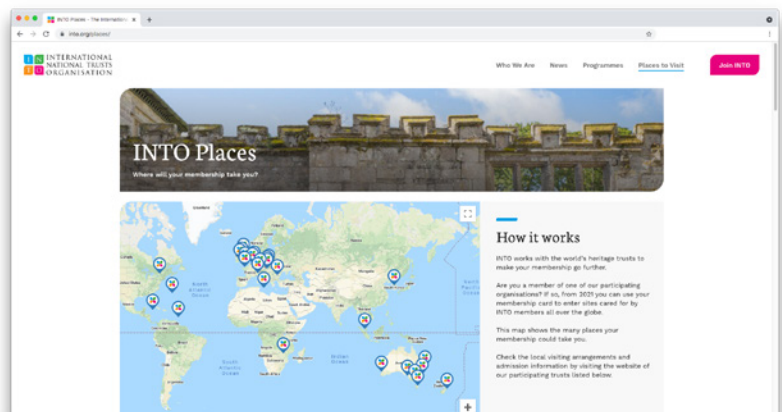 INTO Places - The Internationa
into.org/places/
INTERNATIONAL
NATIONAL TRUSTS
ORGANISATION
Who We Are News Programmes Places to Visit Join INTO
INTO Places
Where will your membership take you?
How it works
INTO works with the world's heritage trusts to
make your membership go further.
Are you a member of one of our participating
organisations? If so, from 2021 you can use your
membership card to enter sites cared for by
INTO members all over the globe.
This map shows the many places your
membership could take you.
Check the local visiting arrangements and
admission information by visiting the website of
our participating trusts listed below.
South
Atlantic
Ocean
Indian
Ocean